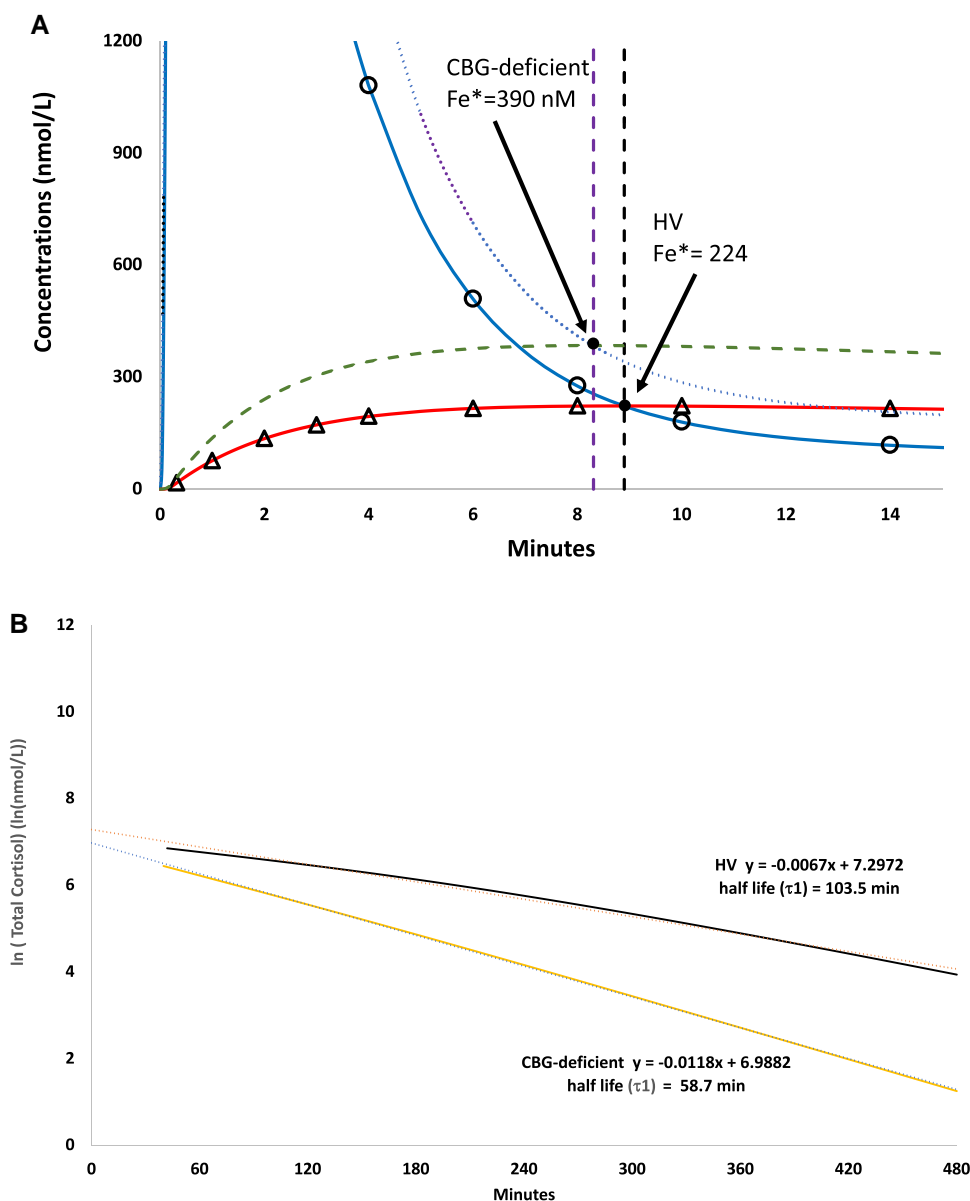 A
Concentrations (nmol/L)
1200
900
600
300
0
CBG-deficient
Fe*=390 nM
HV
Fe*= 224
0 2 4 6 8 10 12 14
Minutes
B
ln ( Total Cortisol) (ln(nmol/L))
12
10
8
6
4
2
0
HV y = -0.0067x + 7.2972
half life (τ1) = 103.5 min
CBG-deficient y = -0.0118x + 6.9882
half life (τ1) = 58.7 min
0 60 120 180 240 300 360 420 480
Minutes